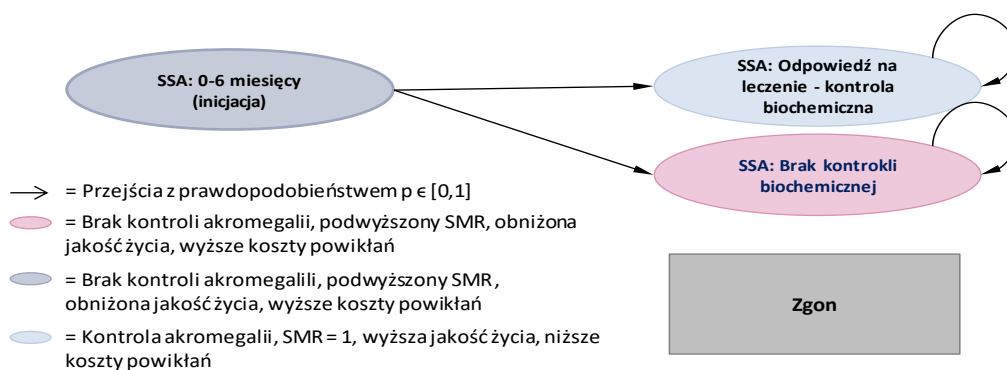 SSA: 0-6 miesięcy
(inicjacja)
SSA: Odpowiedź na
leczenie - kontrola
biochemiczna
SSA: Brak kontrokli
biochemicznej
= Przejścia z prawdopodobieństwem p ϵ [0,1]
= Brak kontroli akromegalii, podwyższony SMR, obniżona
jakość życia, wyższe koszty powikłań
= Brak kontroli akromegalili, podwyższony SMR,
obniżona jakość życia, wyższe koszty powikłań
= Kontrola akromegalii, SMR = 1, wyższa jakość życia, niższe
koszty powikłań
Zgon